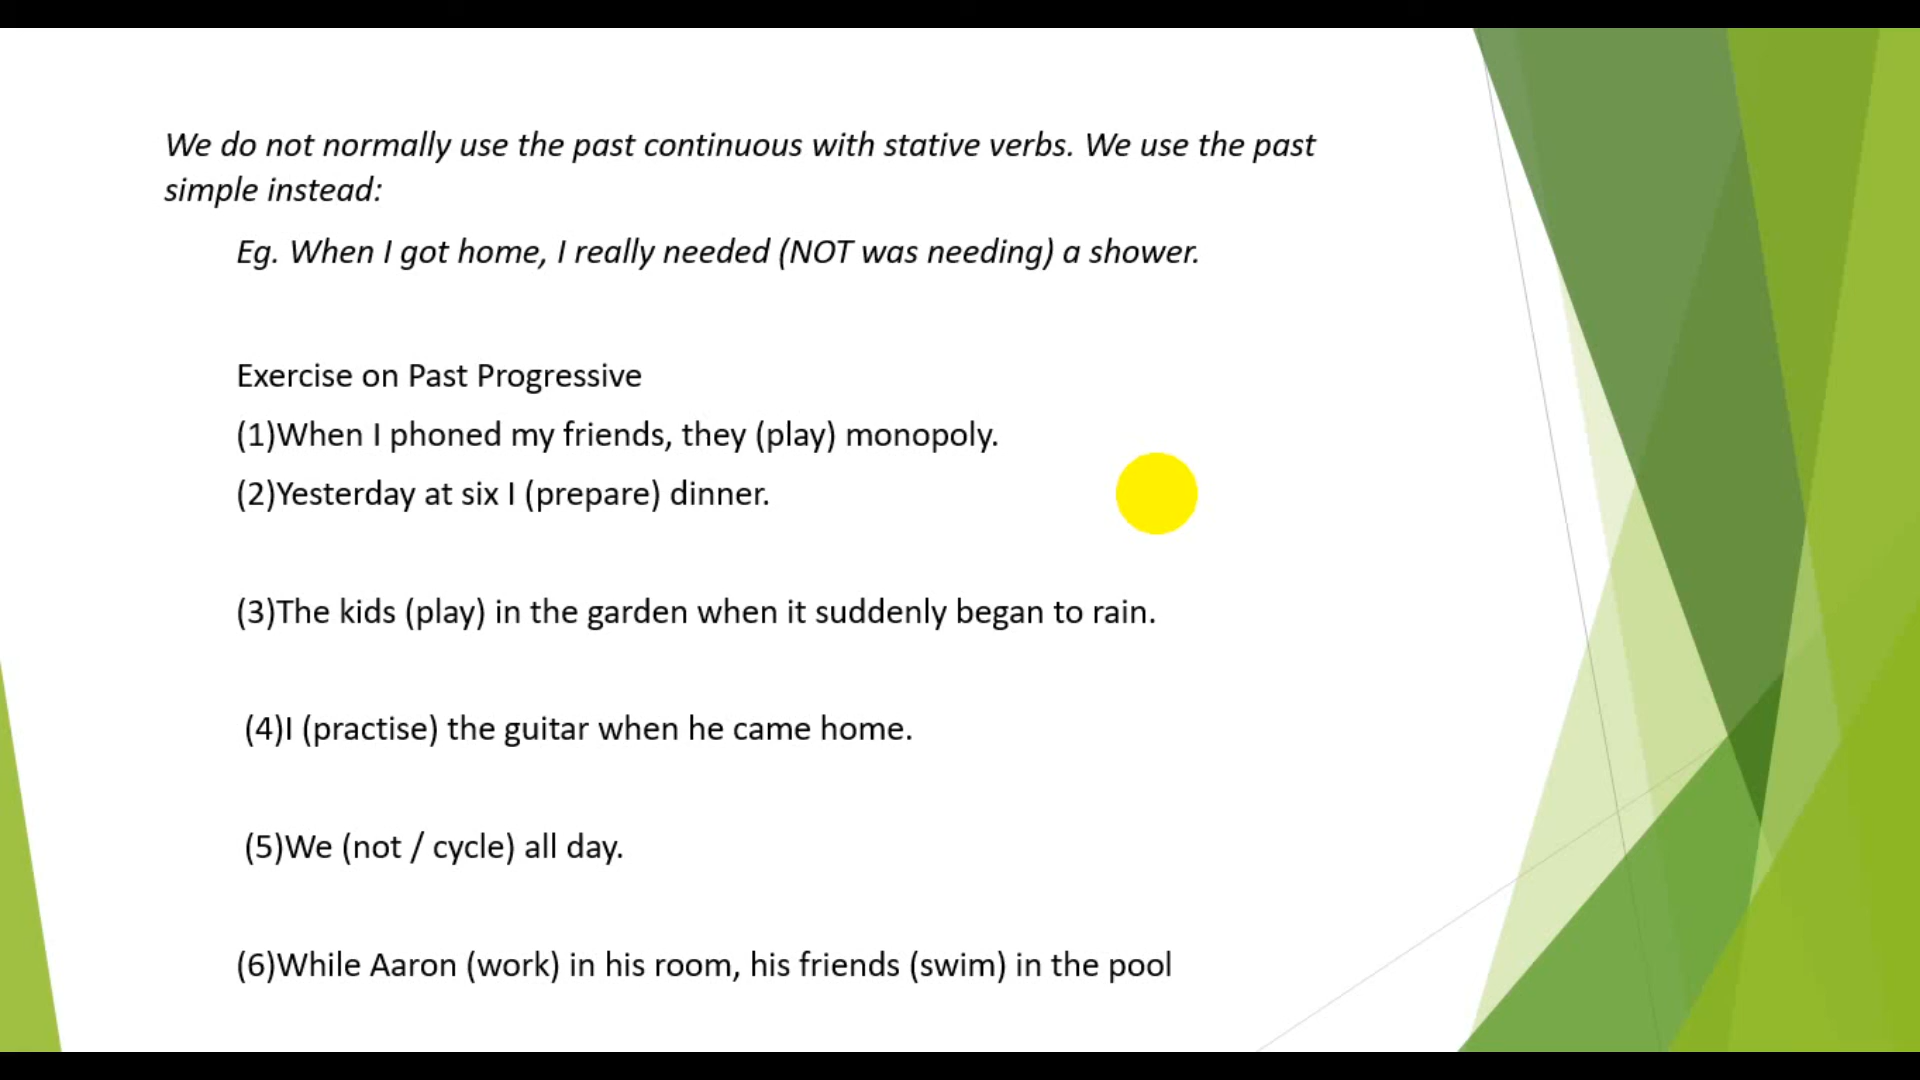 We do not normally use the past continuous with stative verbs. We use the past
simple instead:
Eg. When I got home, I really needed (NOT was needing) a shower.
Exercise on Past Progressive
(1)When I phoned my friends, they (play) monopoly.
(2)Yesterday at six I (prepare) dinner.
(3)The kids (play) in the garden when it suddenly began to rain.
(4)I (practise) the guitar when he came home.
(5)We (not / cycle) all day.
(6)While Aaron (work) in his room, his friends (swim) in the pool